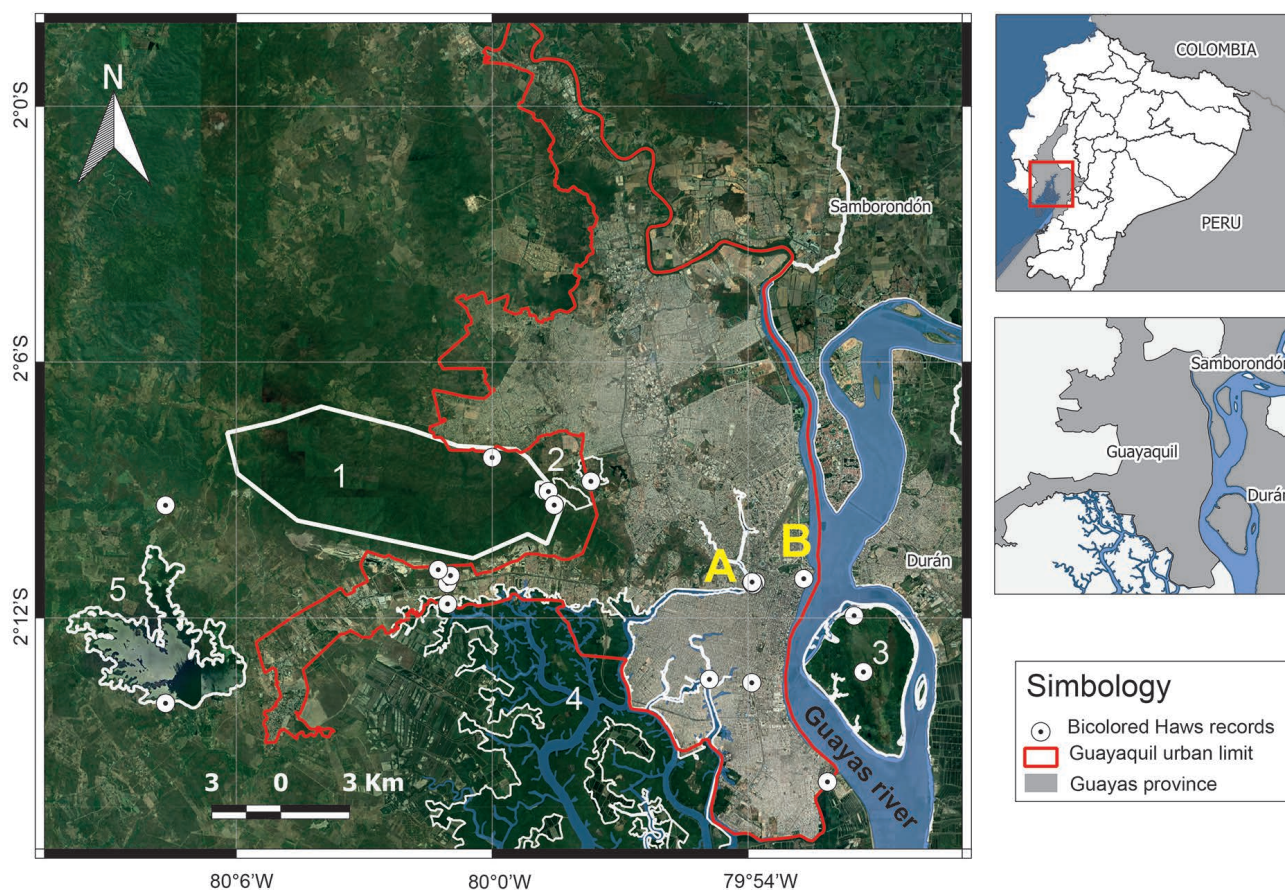 N
2°0'S
2°6'S
2°12'S
80°6'W
80°0'W
79°54'W
Samborondón
1
2
A
B
Durán
5
3
4
Guayas river
3 0 3 Km
COLOMBIA
PERU
Samborondón
Guayaquil
Durán
Simbology
Bicolored Haws records
Guayaquil urban limit
Guayas province